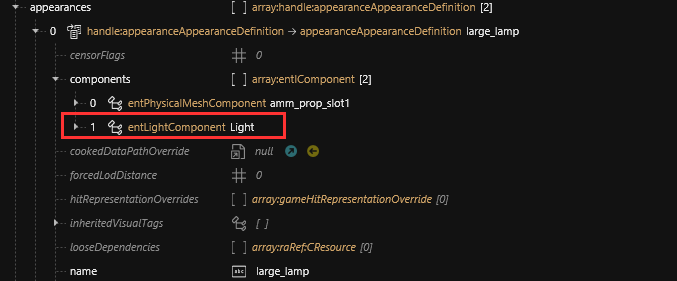 appearances [ ] array:handle:appearanceAppearanceDefinition [2]
0 handle:appearanceAppearanceDefinition → appearanceAppearanceDefinition large_lamp
censorFlags # 0
components [ ] array:entIComponent [2]
0 entPhysicalMeshComponent amm_prop_slot1
1 entLightComponent Light
cookedDataPathOverride null
forcedLodDistance # 0
hitRepresentationOverrides [ ] array:gameHitRepresentationOverride [0]
inheritedVisualTags [ ]
looseDependencies [ ] array:raRef:CResource [0]
name abc large_lamp